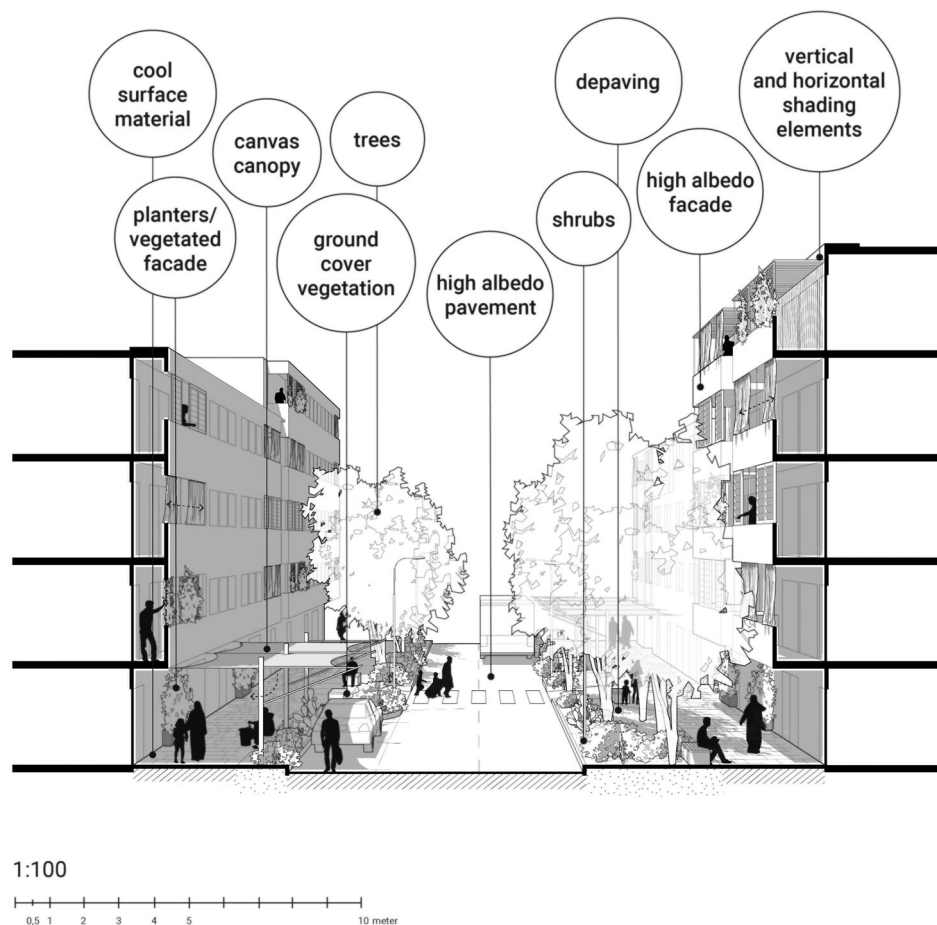 cool
surface
material
canvas
canopy
trees
depaving
vertical
and horizontal
shading
elements
planters/
vegetated
facade
ground
cover
vegetation
high albedo
pavement
shrubs
high albedo
facade
1:100
0,5 1 2 3 4 5 10 meter